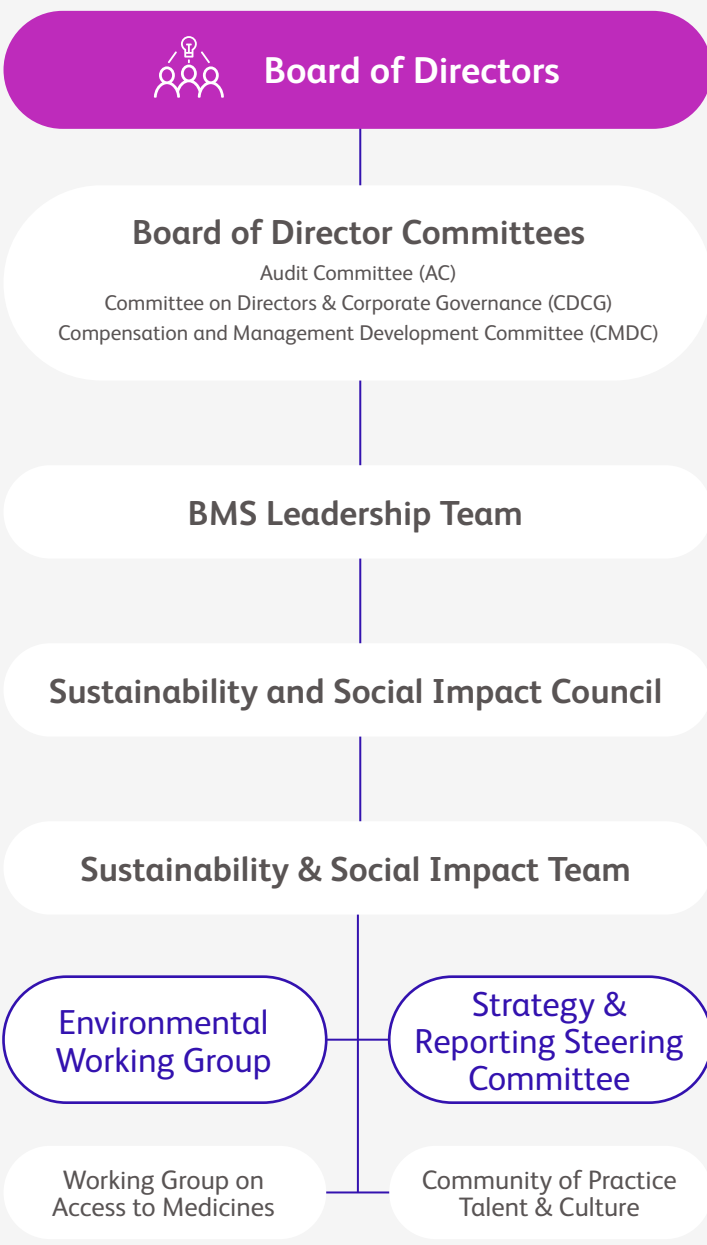 Board of Directors
Board of Director Committees
Audit Committee (AC)
Committee on Directors & Corporate Governance (CDCG)
Compensation and Management Development Committee (CMDC)
BMS Leadership Team
Sustainability and Social Impact Council
Sustainability & Social Impact Team
Environmental
Working Group
Strategy &
Reporting Steering
Committee
Working Group on
Access to Medicines
Community of Practice
Talent & Culture